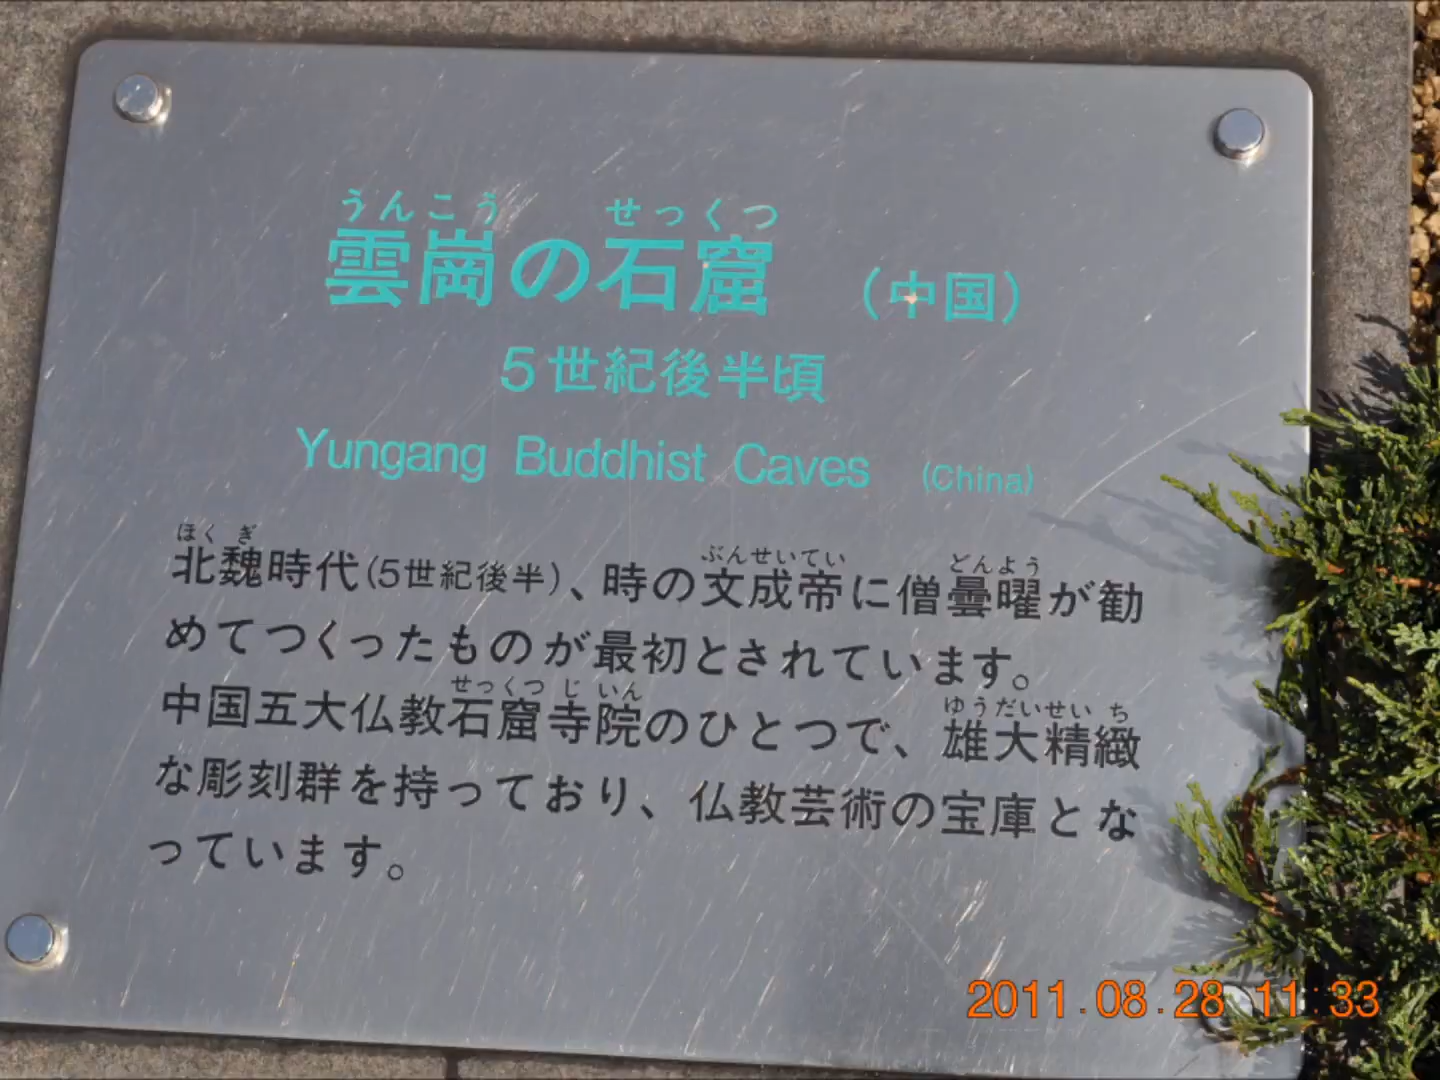 うんこう せっくつ
雲崗の石窟 （中国）
5世紀後半頃
Yungang Buddhist Caves (China)
ほくぎ ぶんせいてい どんよう
北魏時代(5世紀後半)、時の文成帝に僧曇曜が勧
めてつくったものが最初とされています。
せっくつ じ いん ゆうだいせいち
中国五大仏教石窟寺院のひとつで、雄大精緻
な彫刻群を持っており、仏教芸術の宝庫とな
っています。
2011.08.28 11:33